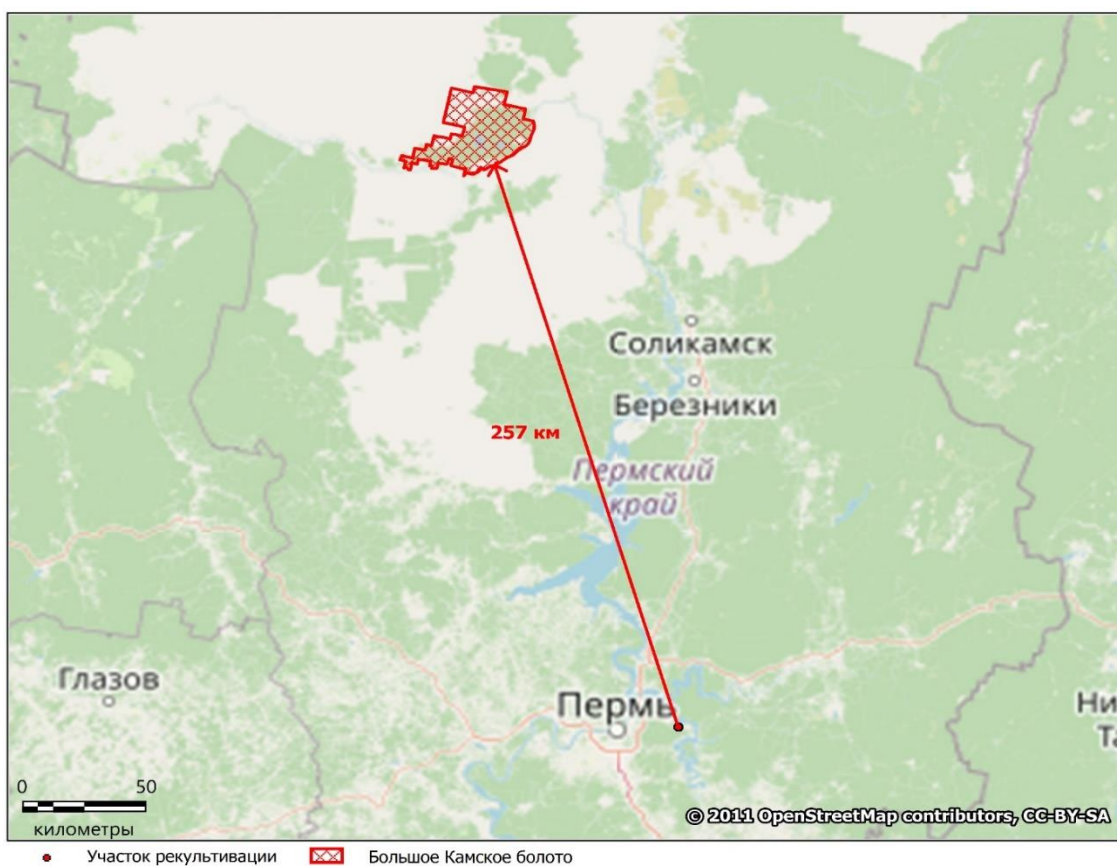 Соликамск
Березники
257 км
Пермский
край
Глазов
Пермь
Ни
Та
0 50
километры
© 2011 OpenStreetMap contributors, CC-BY-SA
Участок рекультивации Большое Камское болото